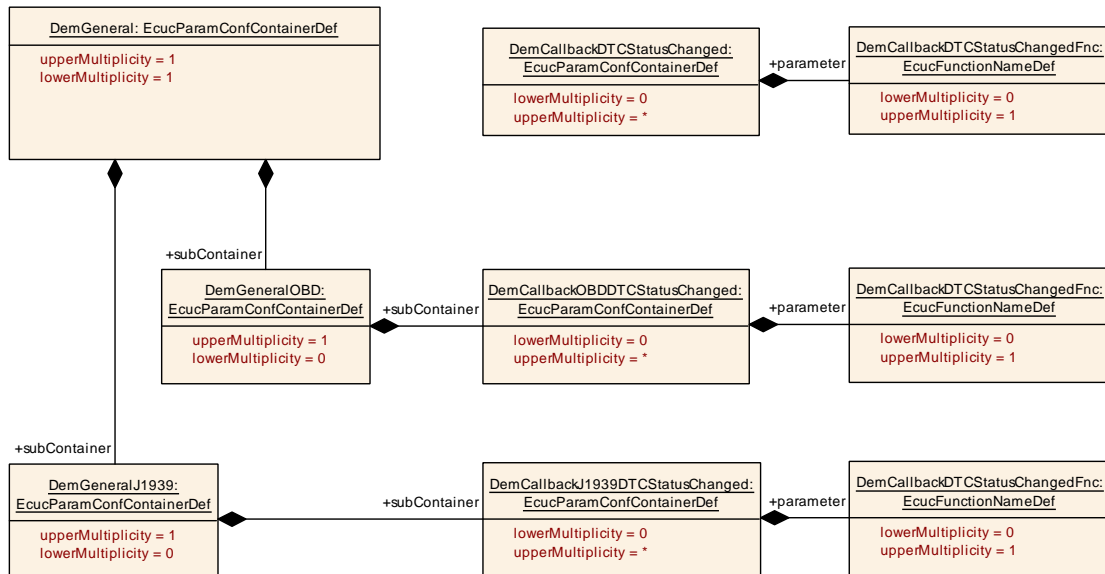 DemGeneral: EcucParamConfContainerDef
upperMultiplicity = 1
lowerMultiplicity = 1
DemCallbackDTCStatusChanged:
EcucParamConfContainerDef
lowerMultiplicity = 0
upperMultiplicity = *
+parameter
DemCallbackDTCStatusChangedFnc:
EcucFunctionNameDef
lowerMultiplicity = 0
upperMultiplicity = 1
+subContainer
DemGeneralOBD:
EcucParamConfContainerDef
upperMultiplicity = 1
lowerMultiplicity = 0
+subContainer
DemCallbackOBDDTCStatusChanged:
EcucParamConfContainerDef
lowerMultiplicity = 0
upperMultiplicity = *
+parameter
DemCallbackDTCStatusChangedFnc:
EcucFunctionNameDef
lowerMultiplicity = 0
upperMultiplicity = 1
+subContainer
DemGeneralJ1939:
EcucParamConfContainerDef
upperMultiplicity = 1
lowerMultiplicity = 0
+subContainer
DemCallbackJ1939DTCStatusChanged:
EcucParamConfContainerDef
lowerMultiplicity = 0
upperMultiplicity = *
+parameter
DemCallbackDTCStatusChangedFnc:
EcucFunctionNameDef
lowerMultiplicity = 0
upperMultiplicity = 1